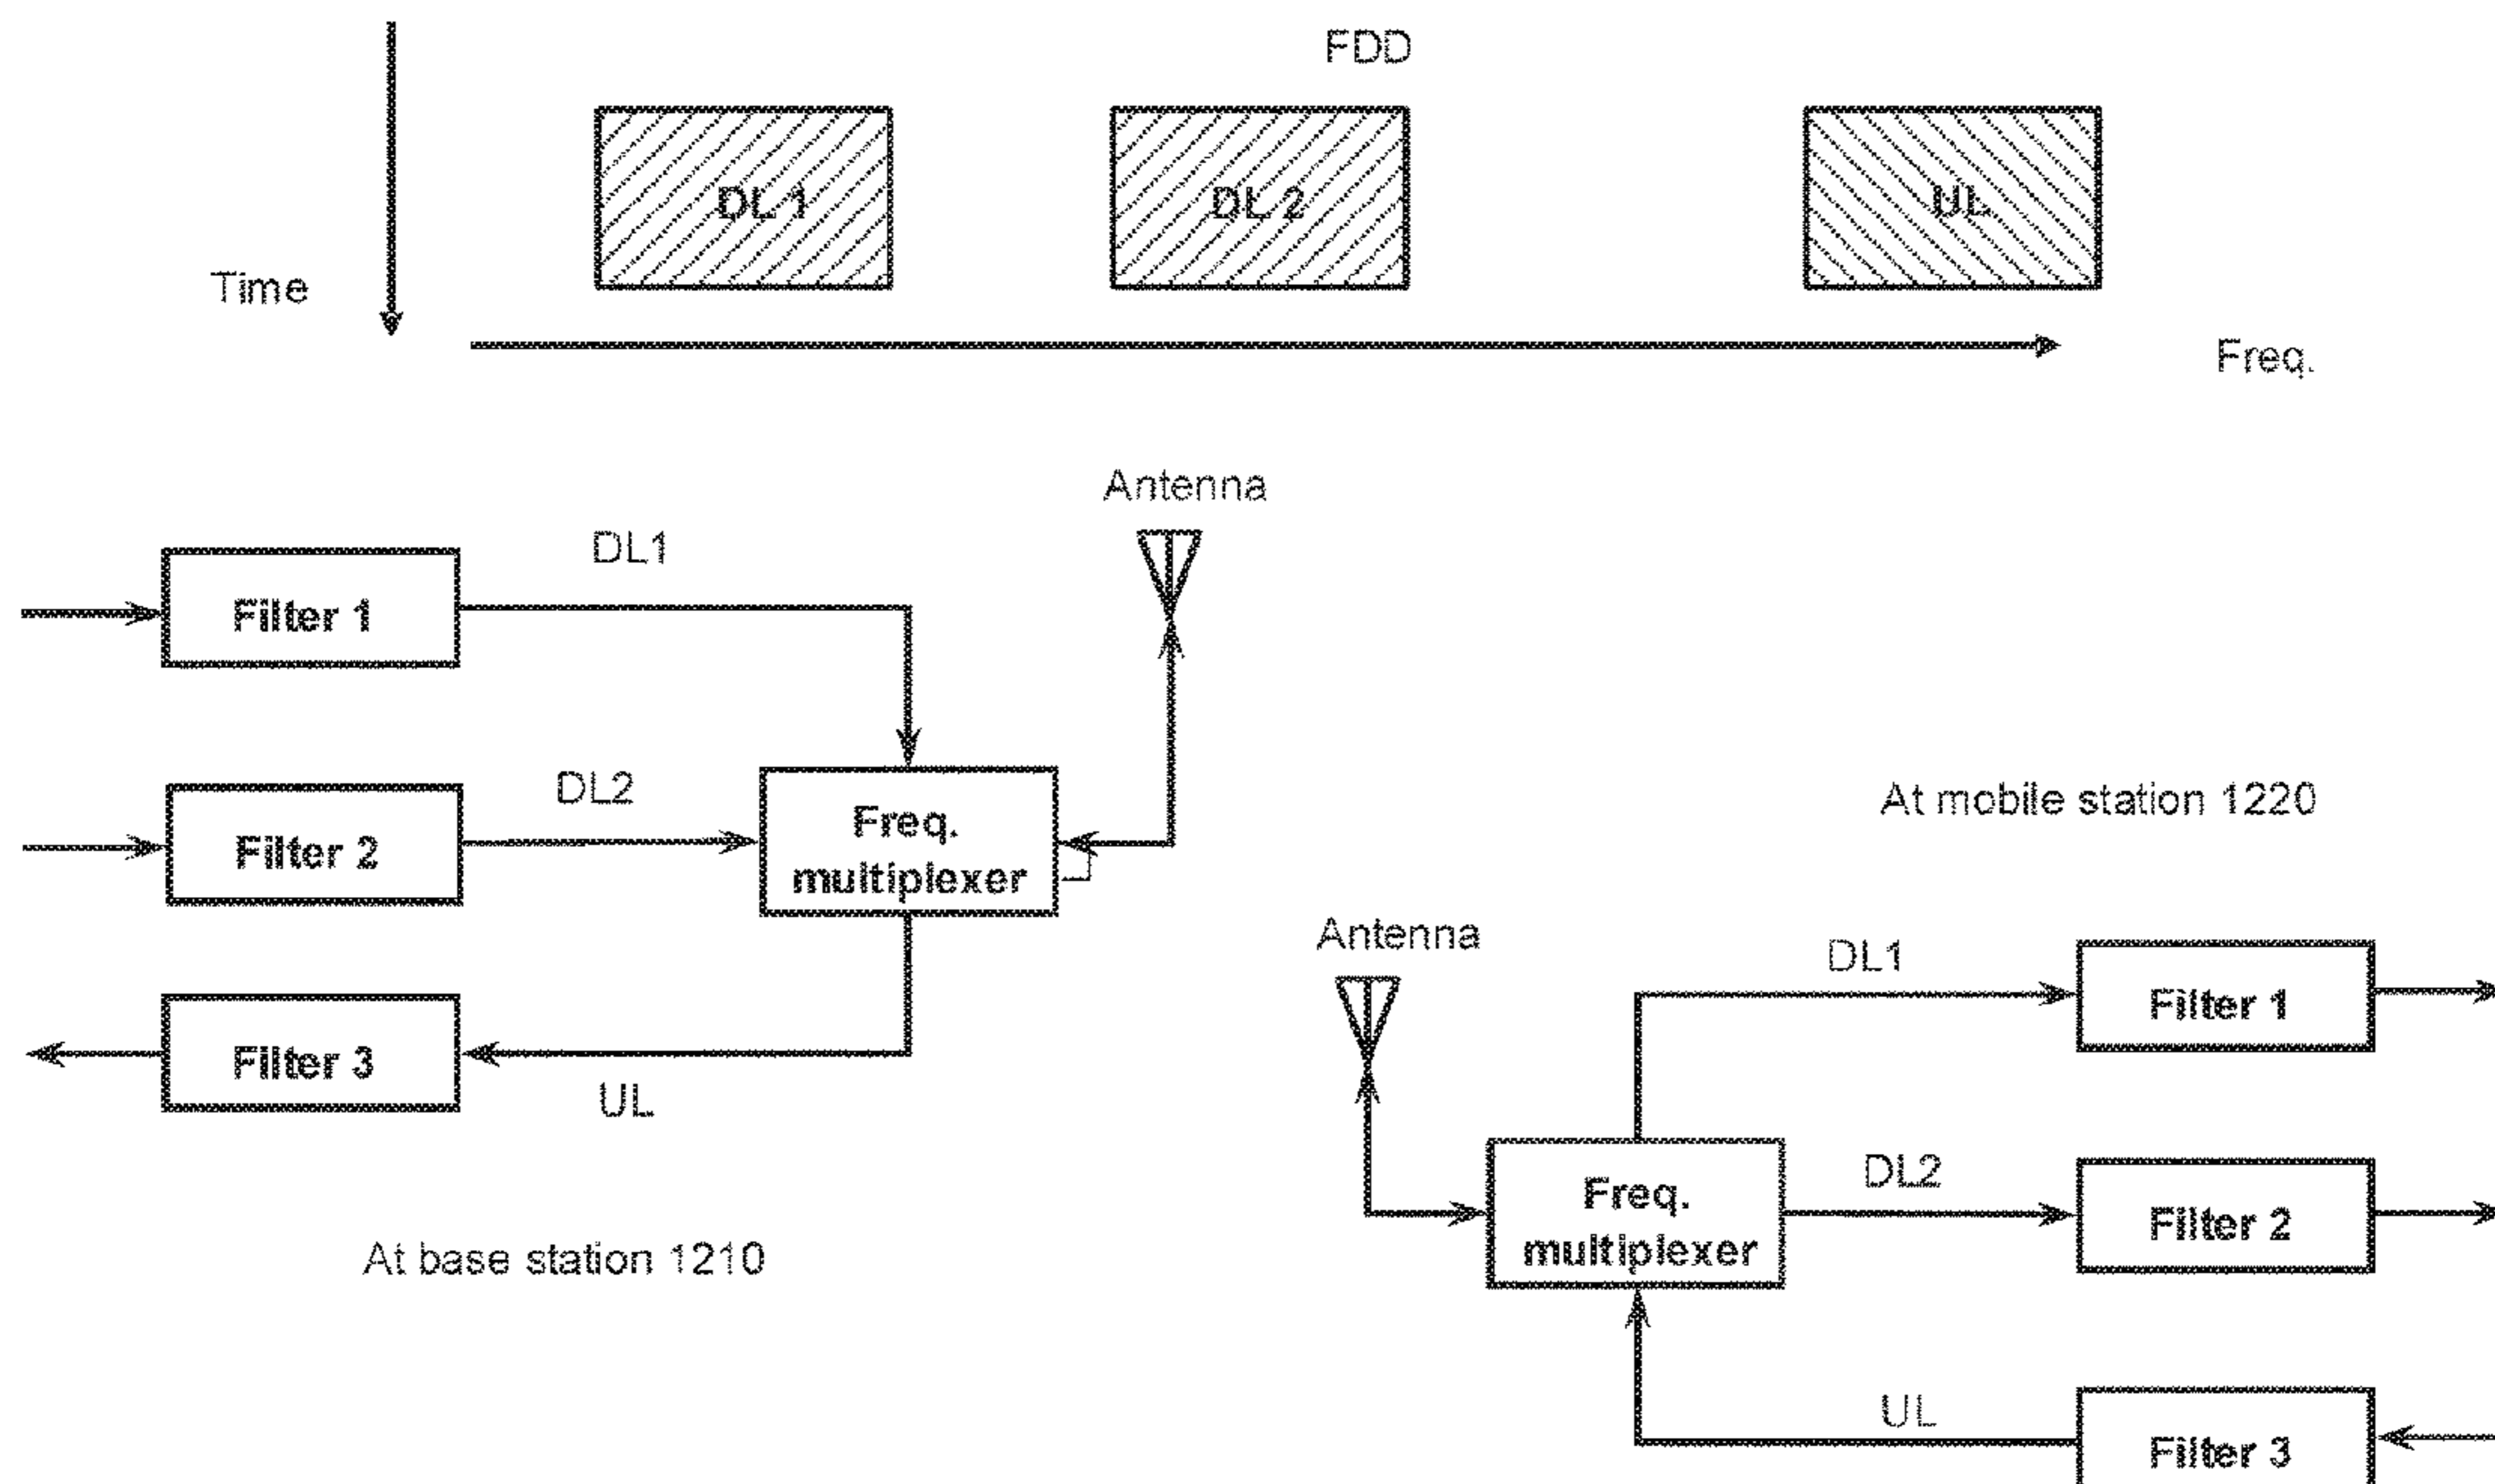 FDD
DL 1
DL 2
UL
Time
Freq.
Antenna
DL1
Filter 1
DL2
Filter 2
Freq.
multiplexer
Filter 3
UL
At base station 1210
At mobile station 1220
Antenna
DL1
Filter 1
Freq.
multiplexer
DL2
Filter 2
UL
Filter 3